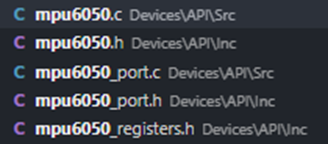 C mpu6050.c Devices\API\Src
C mpu6050.h Devices\API\Inc
C mpu6050_port.c Devices\API\Src
C mpu6050_port.h Devices\API\Inc
C mpu6050_registers.h Devices\API\Inc